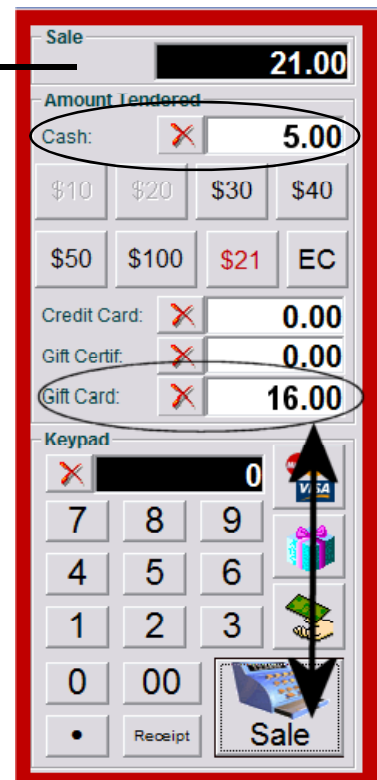 Sale
21.00
Amount Tendered
Cash: 5.00
$10 $20 $30 $40
$50 $100 $21 EC
Credit Card: 0.00
Gift Certif: 0.00
Gift Card: 16.00
Keypad
0
VISA
7 8 9
4 5 6
1 2 3
0 00
• Receipt Sale